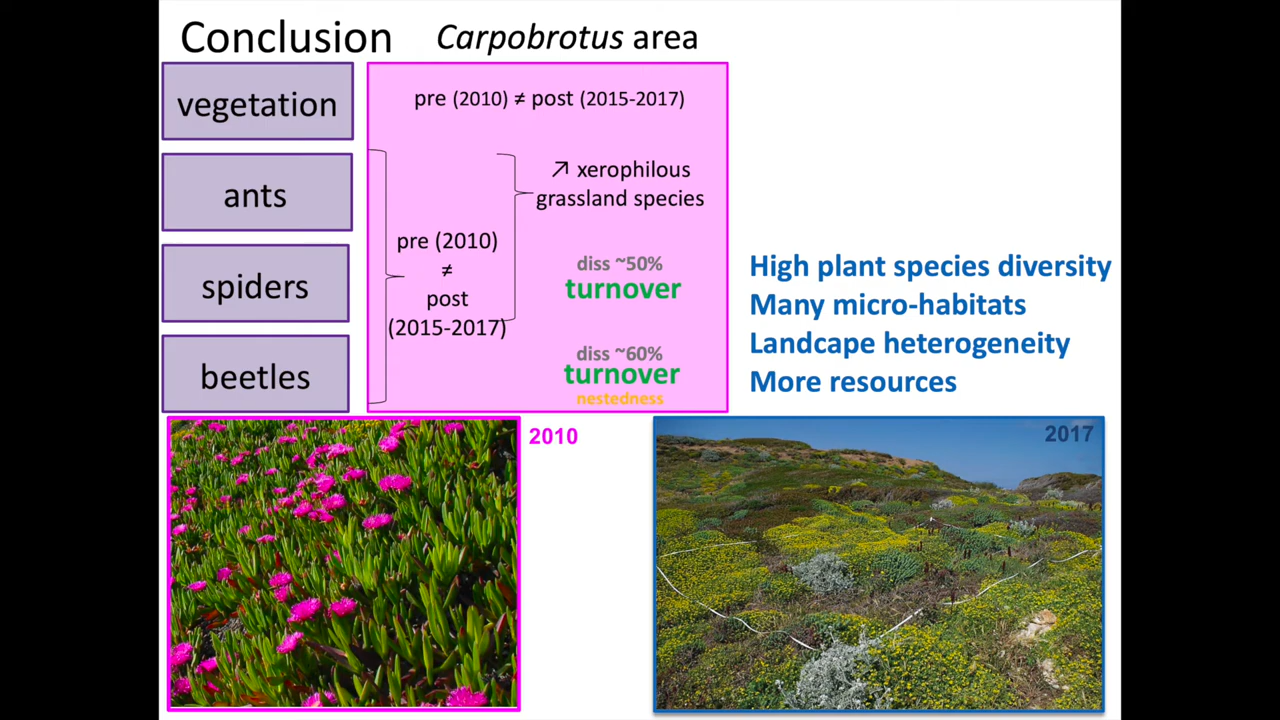 Conclusion
Carpobrotus area
vegetation
pre (2010) ≠ post (2015-2017)
ants
↗ xerophilous
grassland species
spiders
pre (2010)
≠
post
(2015-2017)
diss ~50%
turnover
beetles
diss ~60%
turnover
nestedness
High plant species diversity
Many micro-habitats
Landcape heterogeneity
More resources
2010
2017